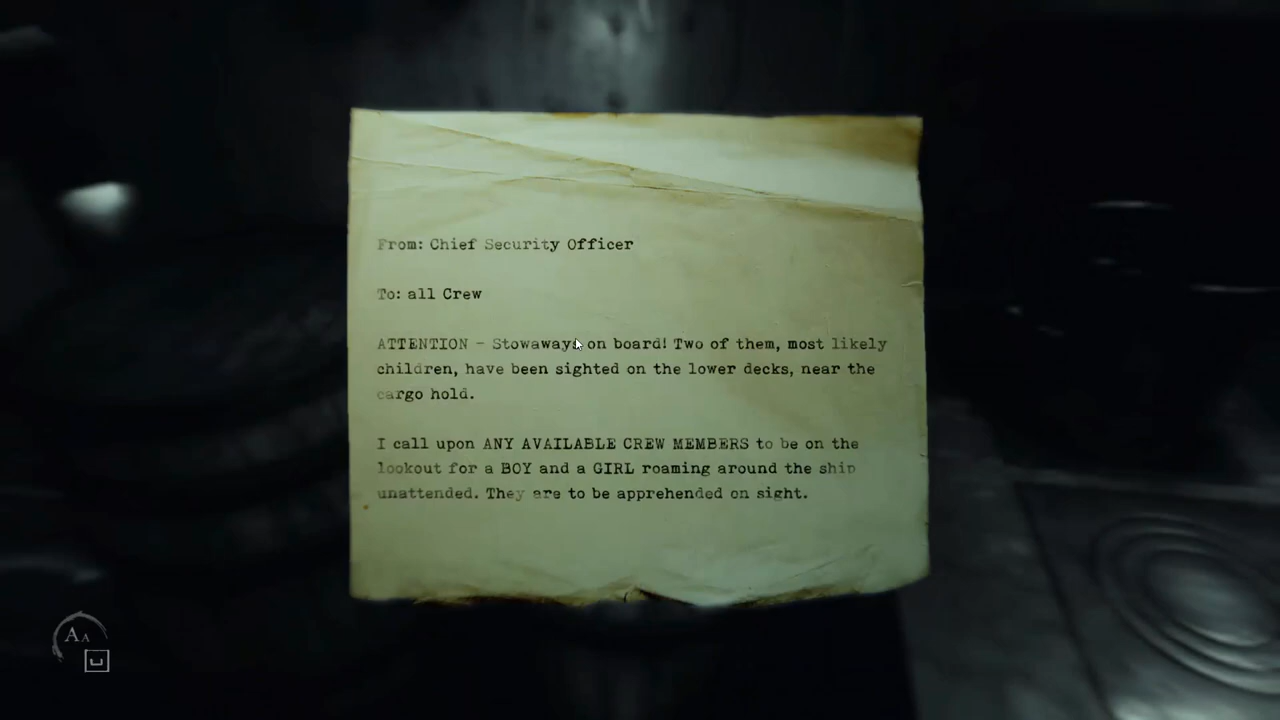 From: Chief Security Officer
To: all Crew
ATTENTION - Stowaways on board! Two of them, most likely
children, have been sighted on the lower decks, near the
cargo hold.
I call upon ANY AVAILABLE CREW MEMBERS to be on the
lookout for a BOY and a GIRL roaming around the ship
unattended. They are to be apprehended on sight.
AA